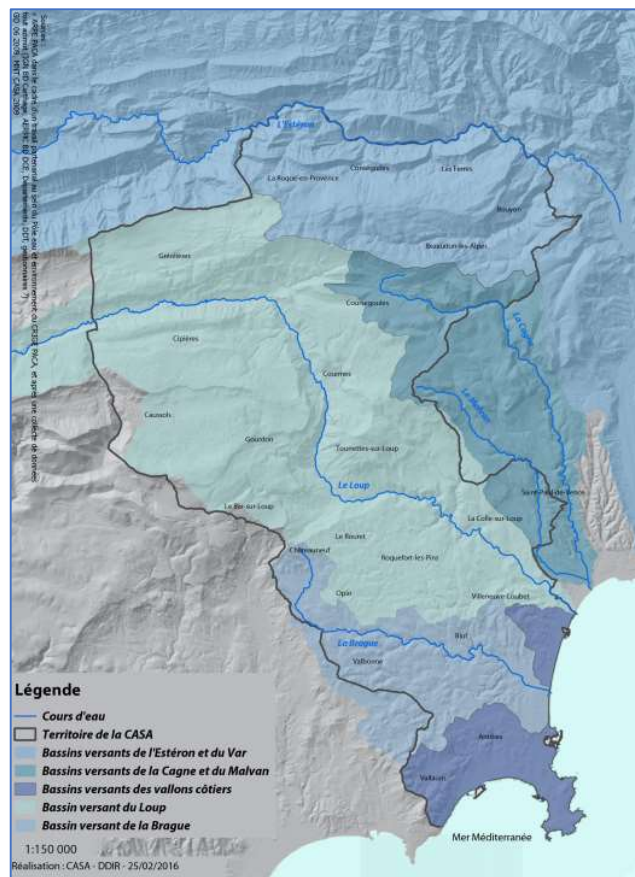 Sources :
L'Estéron
La Roque-en-Provence
Conségudes
Les Ferres
Bouyon
Bézaudun-les-Alpes
Gréolières
Coursegoules
La Cagne
Cipières
Courmes
Le Malvan
Caussols
Gourdon
Tourrettes-sur-Loup
Le Loup
Saint-Paul de Vence
Le Bar-sur-Loup
La Colle-sur-Loup
Le Rouret
Châteauneuf
Roquefort-les-Pins
Opio
Villeneuve-Loubet
La Brague
Biot
Valbonne
Antibes
Vallauris
Mer Méditerranée
Légende
Cours d'eau
Territoire de la CASA
Bassins versants de l'Estéron et du Var
Bassins versants de la Cagne et du Malvan
Bassins versants des vallons côtiers
Bassin versant du Loup
Bassin versant de la Brague
1:150 000
Réalisation : CASA - DDIR - 25/02/2016